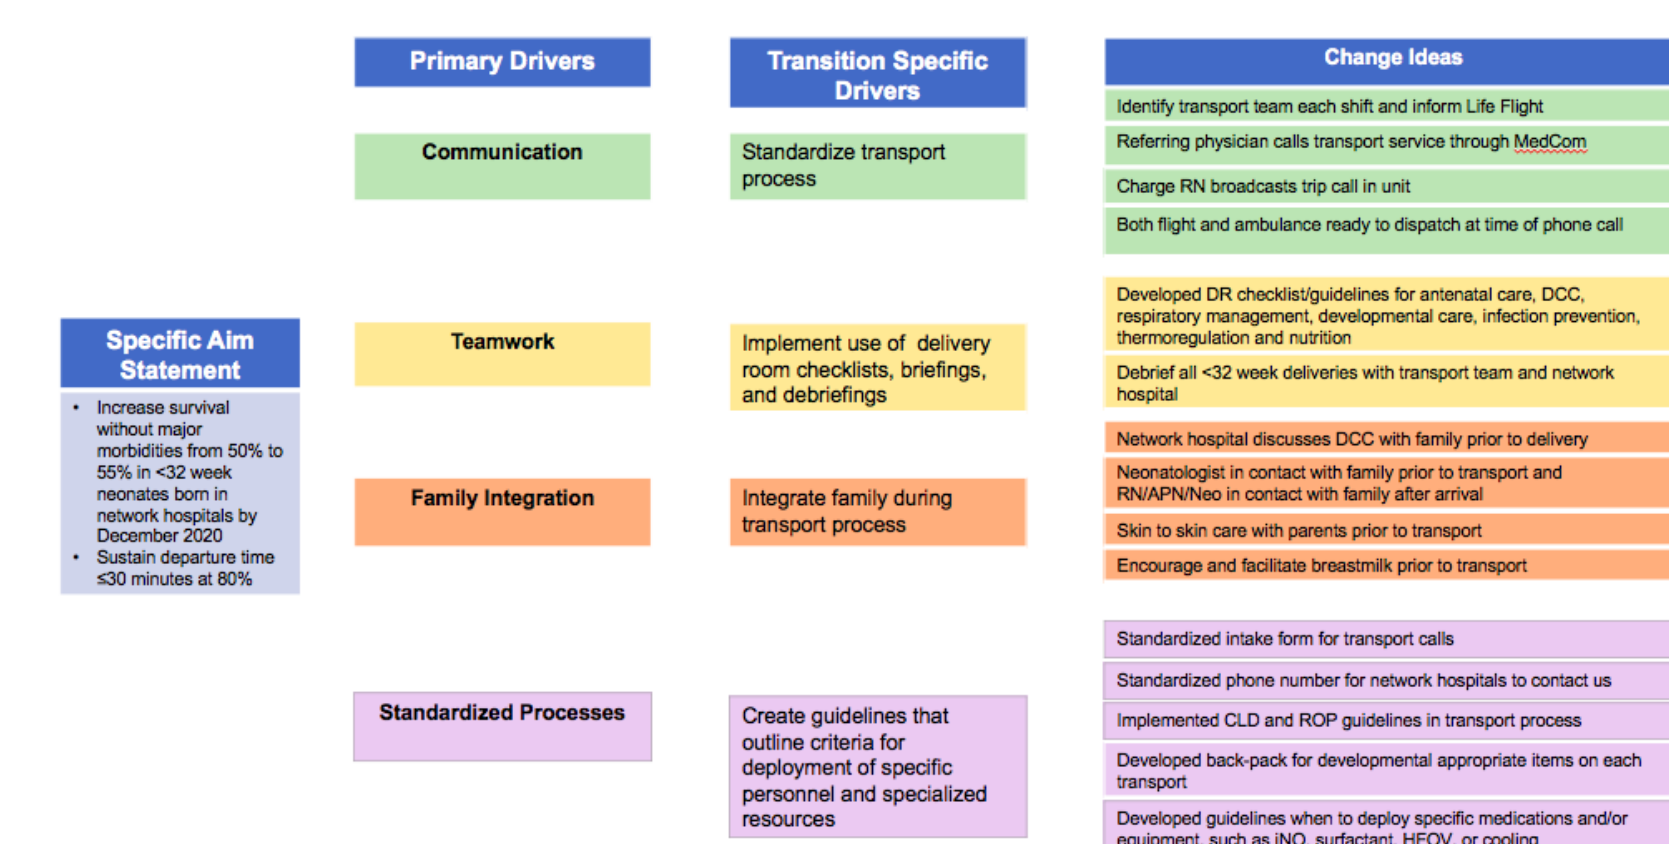 Primary Drivers
Transition Specific
Drivers
Change Ideas
Identify transport team each shift and inform Life Flight
Communication
Standardize transport
process
Referring physician calls transport service through MedCom
Charge RN broadcasts trip call in unit
Both flight and ambulance ready to dispatch at time of phone call
Specific Aim
Statement
• Increase survival
without major
morbidities from 50% to
55% in <32 week
neonates born in
network hospitals by
December 2020
• Sustain departure time
≤30 minutes at 80%
Teamwork
Implement use of delivery
room checklists, briefings,
and debriefings
Developed DR checklist/guidelines for antenatal care, DCC,
respiratory management, developmental care, infection prevention,
thermoregulation and nutrition
Debrief all <32 week deliveries with transport team and network
hospital
Family Integration
Integrate family during
transport process
Network hospital discusses DCC with family prior to delivery
Neonatologist in contact with family prior to transport and
RN/APN/Neo in contact with family after arrival
Skin to skin care with parents prior to transport
Encourage and facilitate breastmilk prior to transport
Standardized Processes
Create guidelines that
outline criteria for
deployment of specific
personnel and specialized
resources
Standardized intake form for transport calls
Standardized phone number for network hospitals to contact us
Implemented CLD and ROP guidelines in transport process
Developed back-pack for developmental appropriate items on each
transport
Developed guidelines when to deploy specific medications and/or
equipment, such as iNO, surfactant, HFOV, or cooling